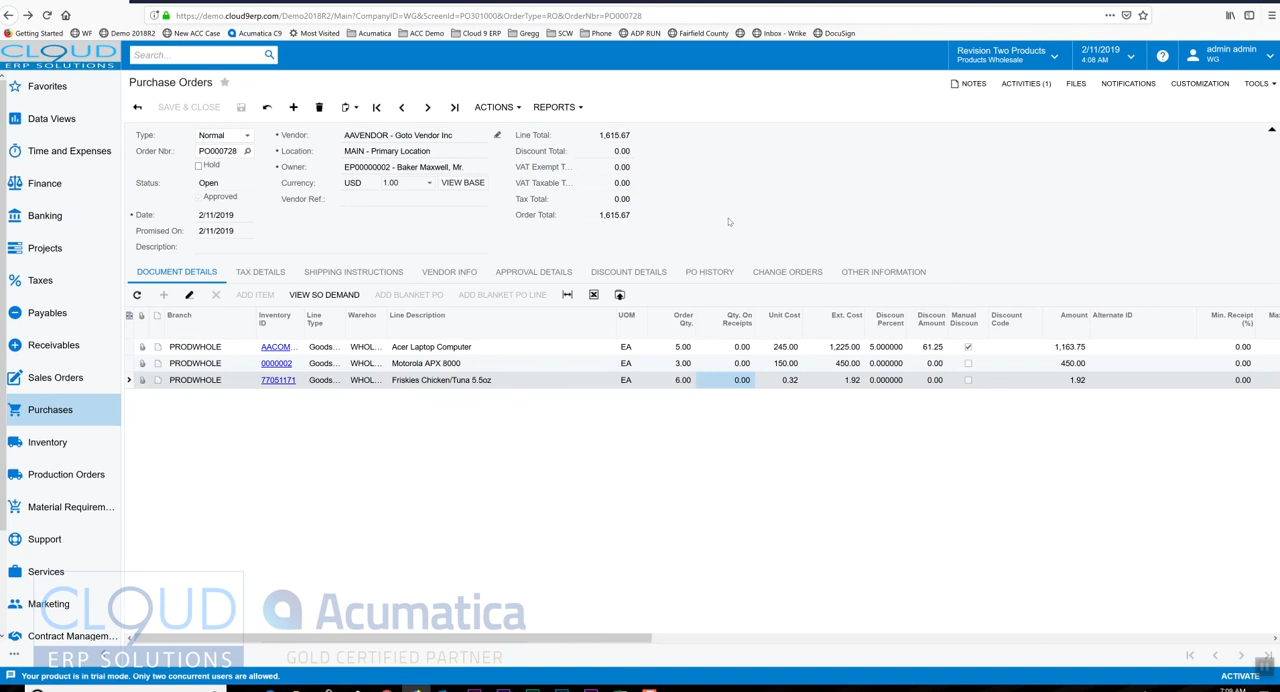 https://demo.cloud9erp.com/Demo2018R2/Main?CompanyID=WG&ScreenId=PO301000&OrderType=RO&OrderNbr=PO000728
Getting Started WF Demo 2018R2 New ACC Case Acumatica C9 Most Visited Acumatica ACC Demo Cloud 9 ERP Gregg SCW Phone ADP RUN Fairfield County Inbox - Wrike DocuSign
CLOUD
ERP SOLUTIONS
Search...
Revision Two Products
Products Wholesale
2/11/2019
4:08 AM
admin admin
WG
Favorites
Data Views
Time and Expenses
Finance
Banking
Projects
Taxes
Payables
Receivables
Sales Orders
Purchases
Inventory
Production Orders
Material Requirem...
Support
Services
Marketing
Contract Managem...
Purchase Orders
NOTES ACTIVITIES (1) FILES NOTIFICATIONS CUSTOMIZATION TOOLS
SAVE & CLOSE ACTIONS REPORTS
Type: Normal Vendor: AAVENDOR - Goto Vendor Inc Line Total: 1,615.67
Order Nbr.: PO000728 Location: MAIN - Primary Location Discount Total: 0.00
Hold Owner: EP00000002 - Baker Maxwell, Mr. VAT Exempt T... 0.00
Status: Open Currency: USD 1.00 VIEW BASE VAT Taxable T... 0.00
Approved Vendor Ref.: Tax Total: 0.00
Date: 2/11/2019 Order Total: 1,615.67
Promised On: 2/11/2019
Description:
DOCUMENT DETAILS TAX DETAILS SHIPPING INSTRUCTIONS VENDOR INFO APPROVAL DETAILS DISCOUNT DETAILS PO HISTORY CHANGE ORDERS OTHER INFORMATION
ADD ITEM VIEW SO DEMAND ADD BLANKET PO ADD BLANKET PO LINE
Branch Inventory ID Line Type Wareho Line Description UOM Order Qty. Qty. On Receipts Unit Cost Ext. Cost Discoun Percent Discoun Amount Manual Discoun Discount Code Amount Alternate ID Min. Receipt (%) Ma
PRODWHOLE AACOM... Goods... WHOL... Acer Laptop Computer EA 5.00 0.00 245.00 1,225.00 5.000000 61.25 1,163.75 0.00
PRODWHOLE 0000002 Goods... WHOL... Motorola APX 8000 EA 3.00 0.00 150.00 450.00 0.000000 0.00 450.00 0.00
PRODWHOLE 77051171 Goods... WHOL... Friskies Chicken/Tuna 5.5oz EA 6.00 0.00 0.32 1.92 0.000000 0.00 1.92 0.00
CLOUD
ERP SOLUTIONS
Acumatica
GOLD CERTIFIED PARTNER
Your product is in trial mode. Only two concurrent users are allowed. ACTIVATE
7:09 AM